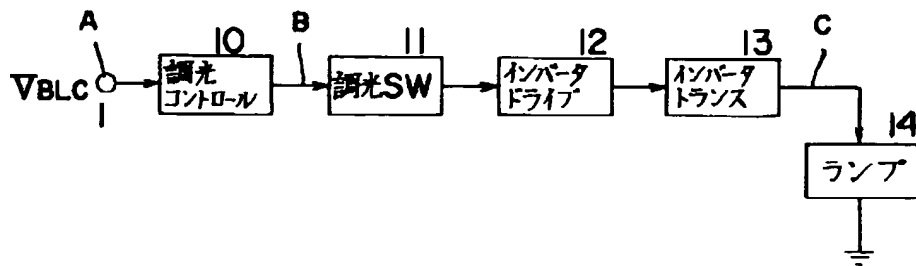 A
VBLC
1
10
調光
コントロール
B
11
調光SW
12
インバータ
ドライブ
13
インバータ
トランス
C
14
ランプ